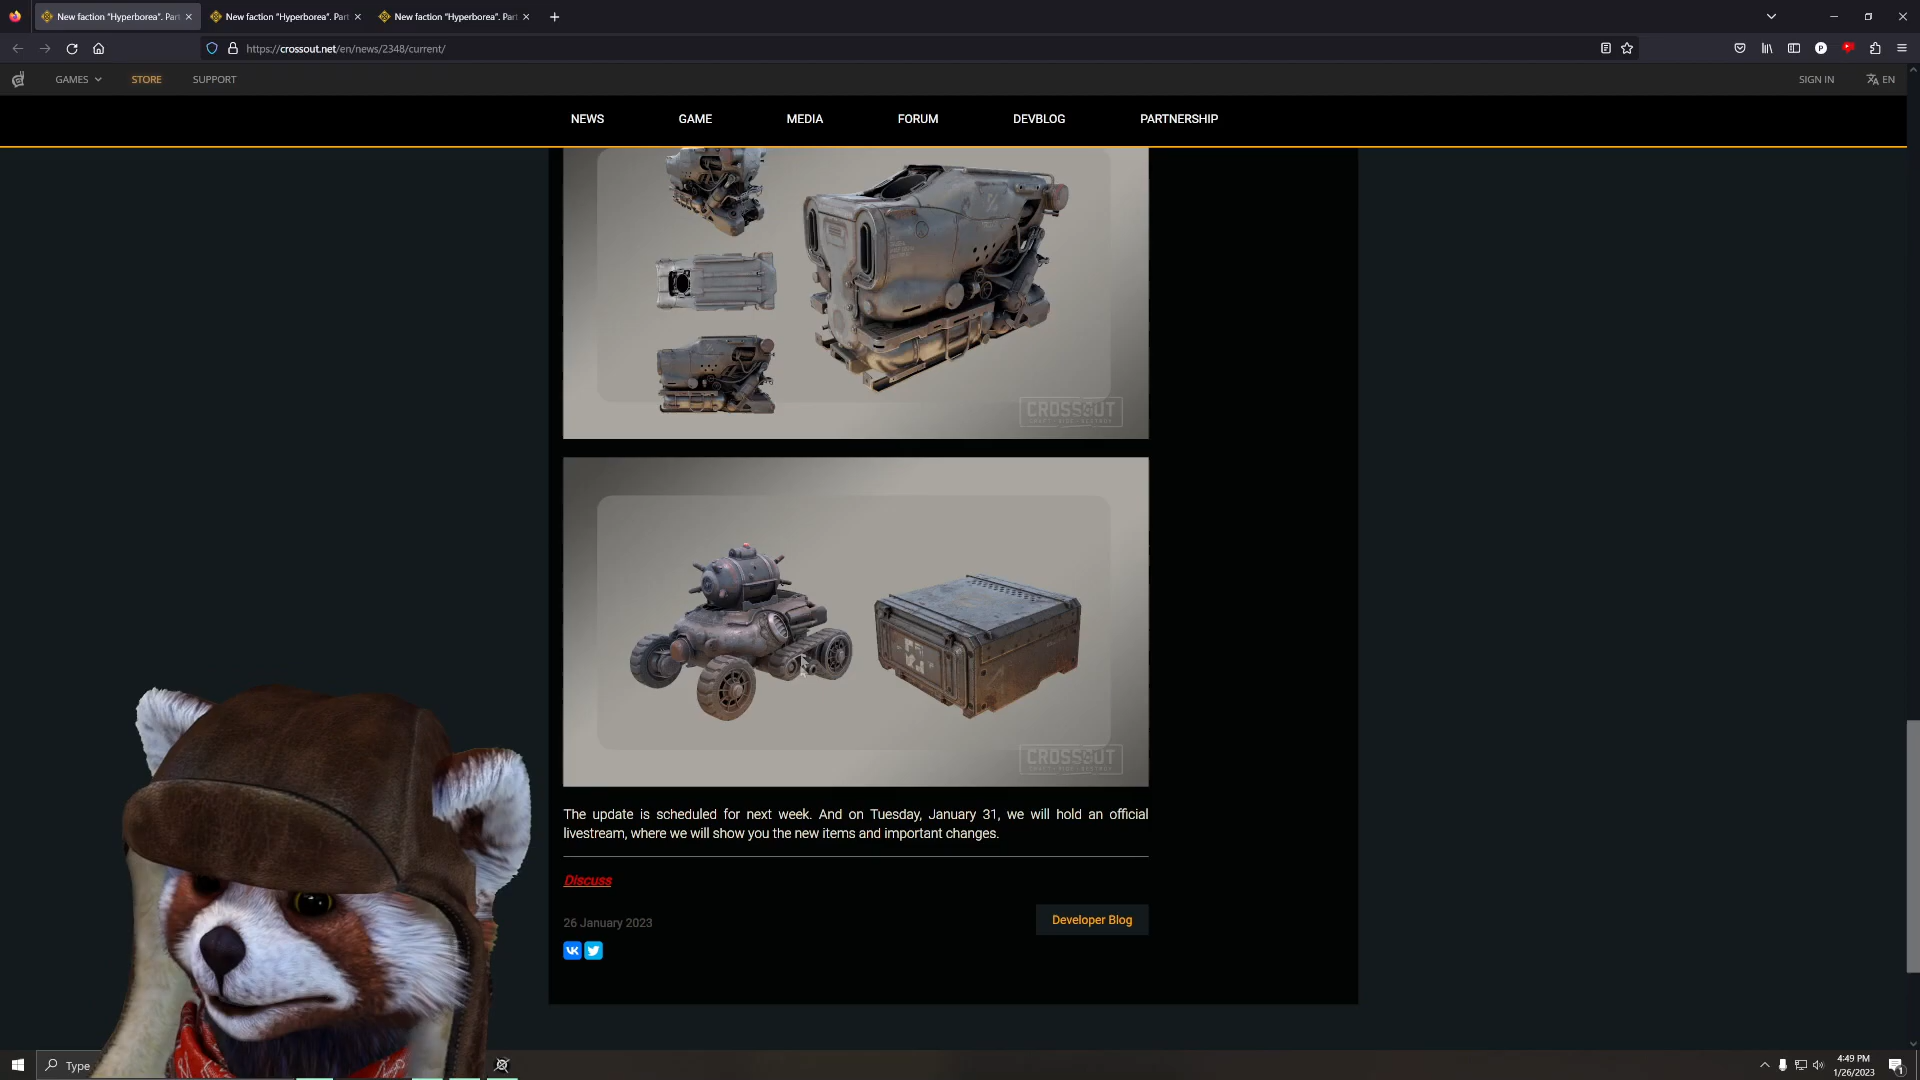 New faction "Hyperborea". Part
New faction "Hyperborea". Part
New faction "Hyperborea". Part
https://crossout.net/en/news/2348/current/
GAMES
STORE
SUPPORT
SIGN IN
EN
NEWS
GAME
MEDIA
FORUM
DEVBLOG
PARTNERSHIP
CROSSOUT
CROSSOUT
The update is scheduled for next week. And on Tuesday, January 31, we will hold an official
livestream, where we will show you the new items and important changes.
Discuss
26 January 2023
Developer Blog
Type
4:49 PM
1/26/2023